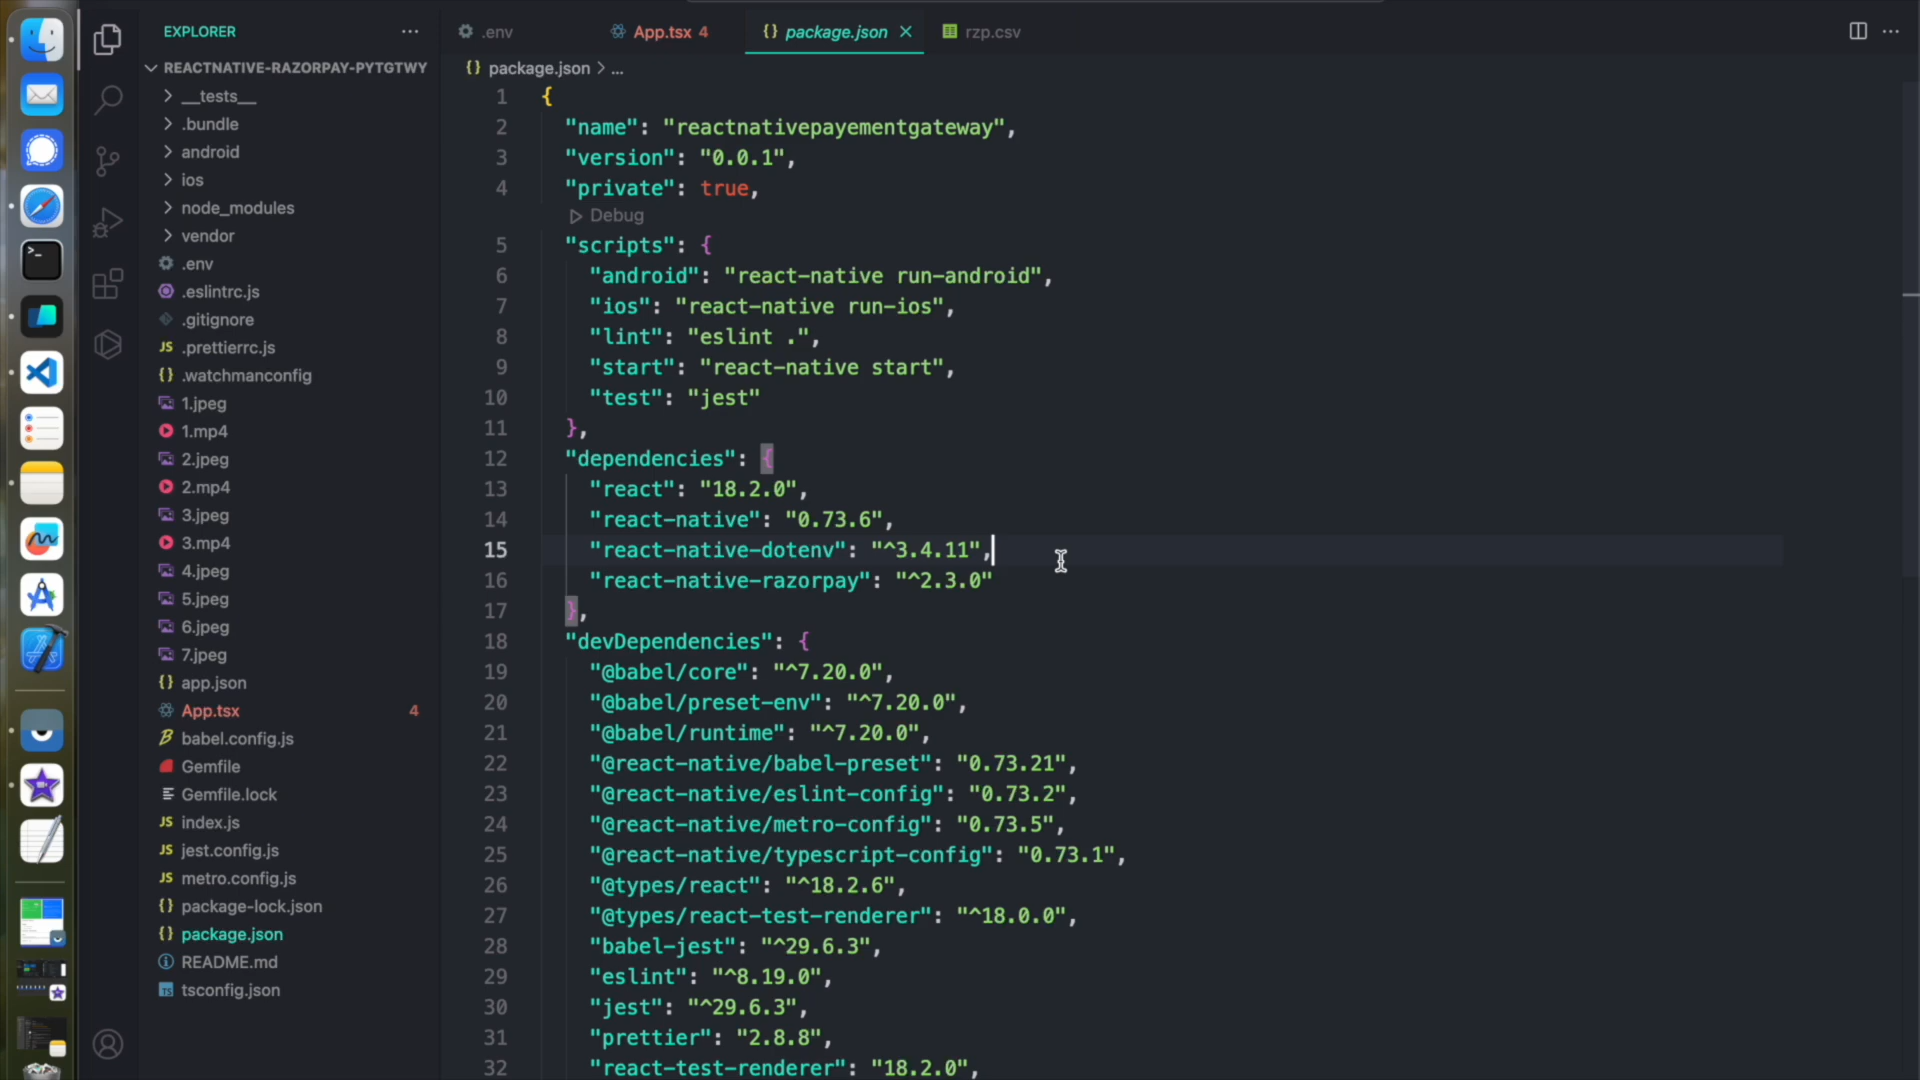 EXPLORER
REACTNATIVE-RAZORPAY-PYTGTWY
__tests__
.bundle
android
ios
node_modules
vendor
.env
.eslintrc.js
.gitignore
JS .prettierrc.js
{} .watchmanconfig
1.jpeg
1.mp4
2.jpeg
2.mp4
3.jpeg
3.mp4
4.jpeg
5.jpeg
6.jpeg
7.jpeg
{} app.json
App.tsx 4
babel.config.js
Gemfile
Gemfile.lock
JS index.js
JS jest.config.js
JS metro.config.js
{} package-lock.json
{} package.json
README.md
TS tsconfig.json
.env
App.tsx 4
{} package.json
rzp.csv
{} package.json > ...
1 {
2 "name": "reactnativepayementgateway",
3 "version": "0.0.1",
4 "private": true,
Debug
5 "scripts": {
6 "android": "react-native run-android",
7 "ios": "react-native run-ios",
8 "lint": "eslint .",
9 "start": "react-native start",
10 "test": "jest"
11 },
12 "dependencies": {
13 "react": "18.2.0",
14 "react-native": "0.73.6",
15 "react-native-dotenv": "^3.4.11",
16 "react-native-razorpay": "^2.3.0"
17 },
18 "devDependencies": {
19 "@babel/core": "^7.20.0",
20 "@babel/preset-env": "^7.20.0",
21 "@babel/runtime": "^7.20.0",
22 "@react-native/babel-preset": "0.73.21",
23 "@react-native/eslint-config": "0.73.2",
24 "@react-native/metro-config": "0.73.5",
25 "@react-native/typescript-config": "0.73.1",
26 "@types/react": "^18.2.6",
27 "@types/react-test-renderer": "^18.0.0",
28 "babel-jest": "^29.6.3",
29 "eslint": "^8.19.0",
30 "jest": "^29.6.3",
31 "prettier": "2.8.8",
32 "react-test-renderer": "18.2.0",